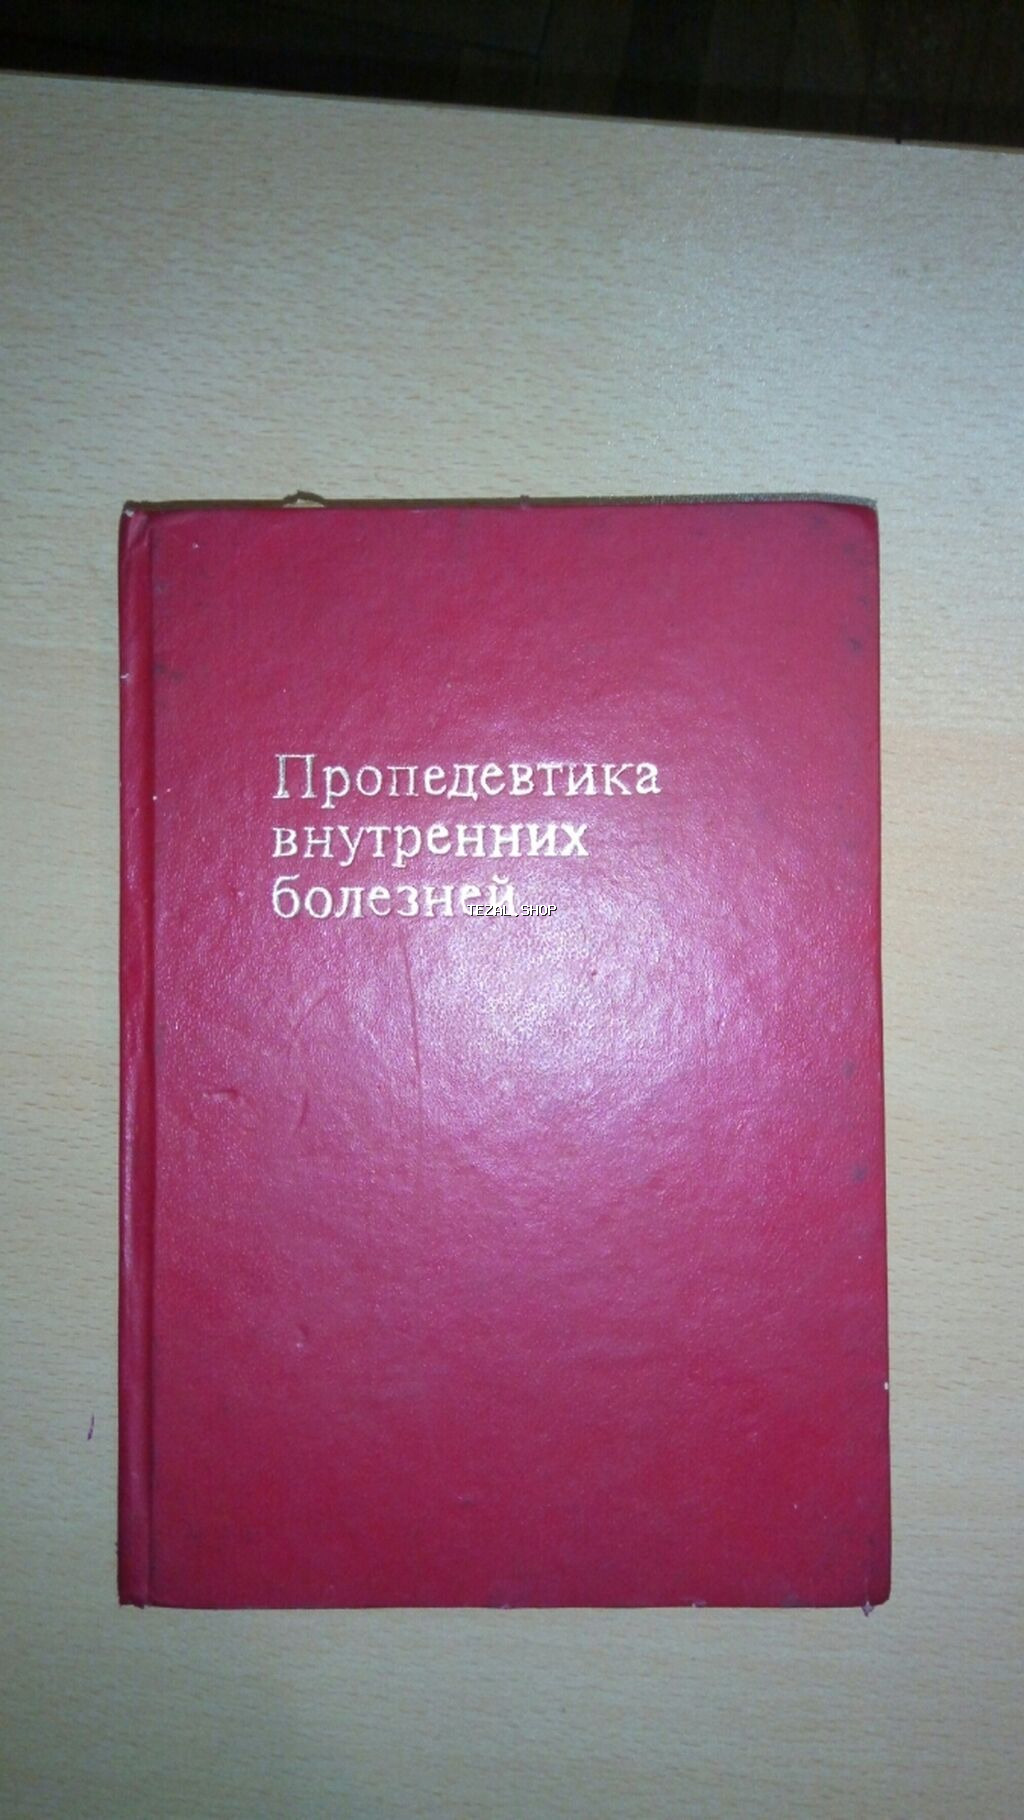 Пропедевтика
внутренних
болезней
TEZAL.SHOP